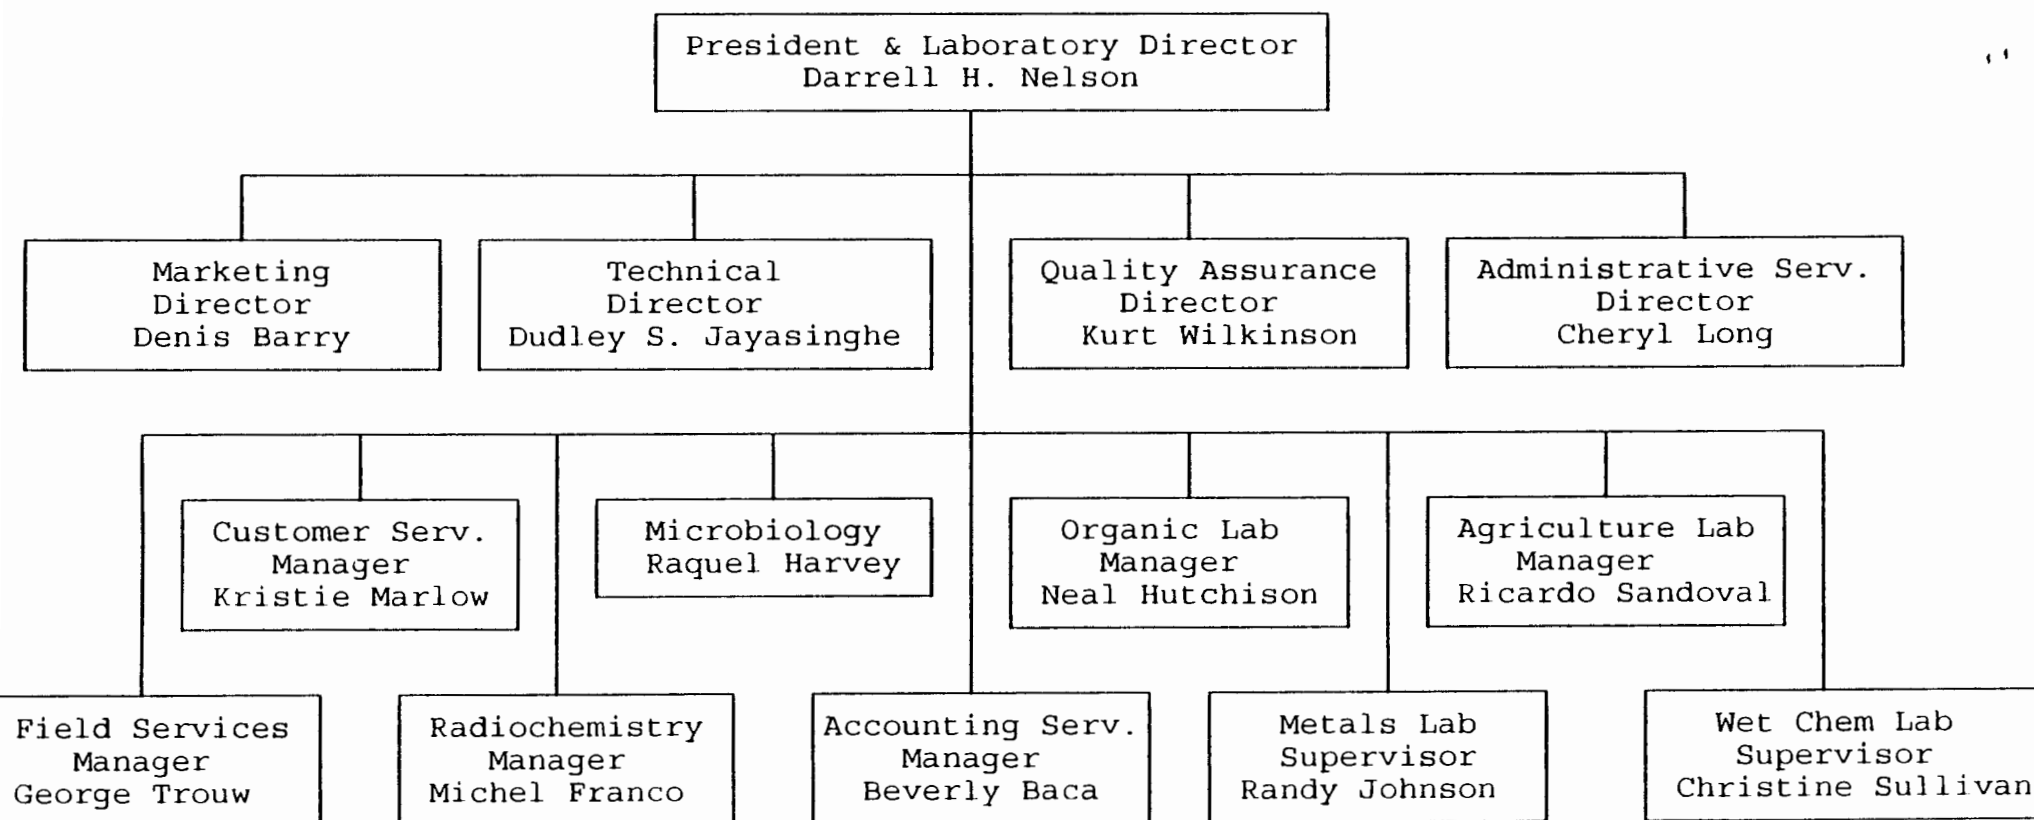 President & Laboratory Director
Darrell H. Nelson
Marketing
Director
Denis Barry
Technical
Director
Dudley S. Jayasinghe
Quality Assurance
Director
Kurt Wilkinson
Administrative Serv.
Director
Cheryl Long
Customer Serv.
Manager
Kristie Marlow
Microbiology
Raquel Harvey
Organic Lab
Manager
Neal Hutchison
Agriculture Lab
Manager
Ricardo Sandoval
Field Services
Manager
George Trouw
Radiochemistry
Manager
Michel Franco
Accounting Serv.
Manager
Beverly Baca
Metals Lab
Supervisor
Randy Johnson
Wet Chem Lab
Supervisor
Christine Sullivan